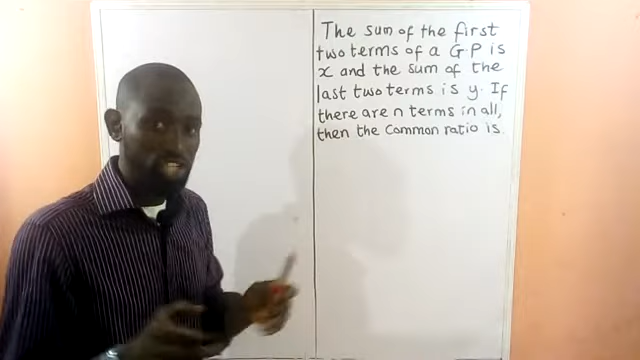 The sum of the first
two terms of a G.P is
x and the sum of the
last two terms is y. If
there are n terms in all,
then the common ratio is.